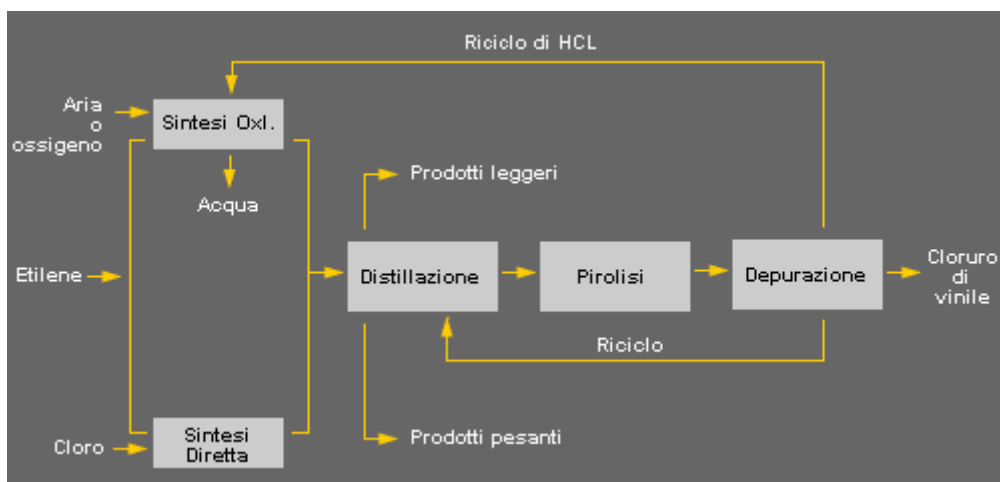 Riciclo di HCL
Aria
o
ossigeno
Sintesi Oxl.
Acqua
Prodotti leggeri
Etilene
Distillazione
Pirolisi
Depurazione
Cloruro
di
vinile
Riciclo
Cloro
Sintesi
Diretta
Prodotti pesanti